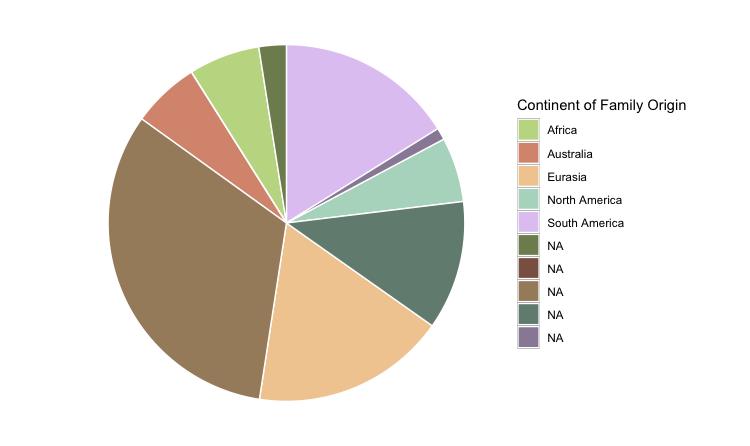 Continent of Family Origin
Africa
Australia
Eurasia
North America
South America
NA
NA
NA
NA
NA